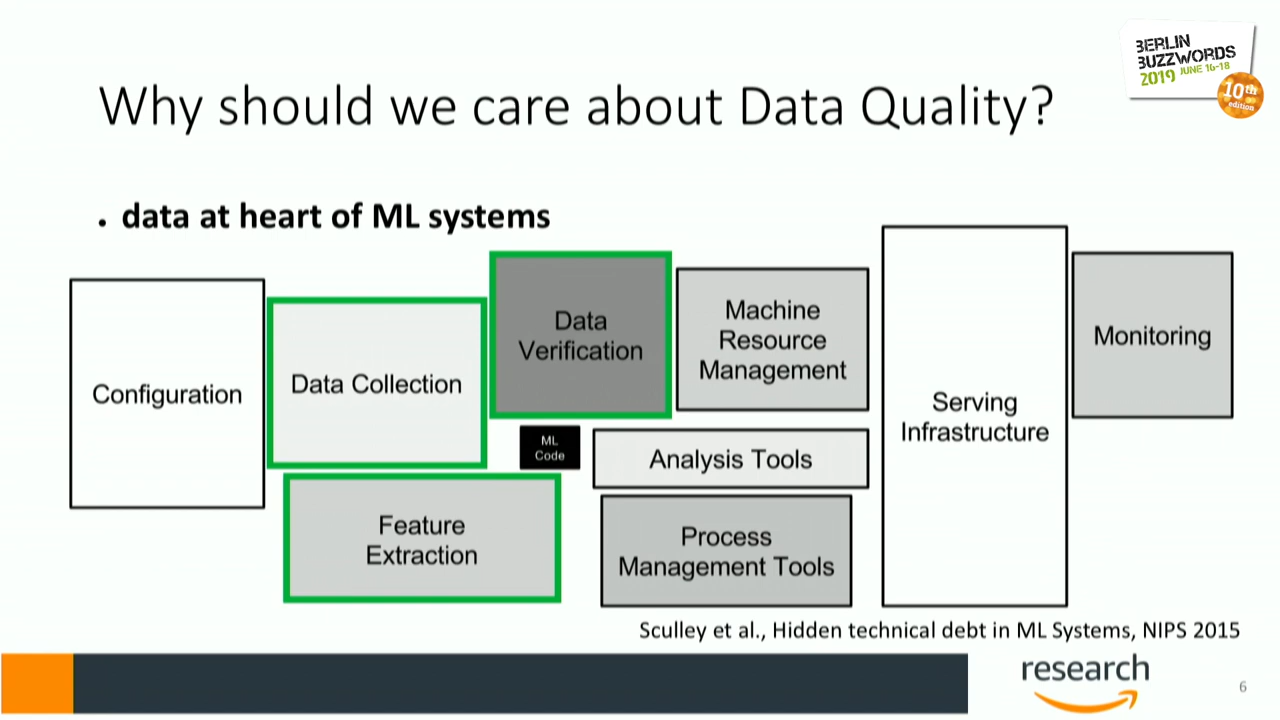 BERLIN
BUZZWORDS
2019 JUNE 16-18
10th
edition
Why should we care about Data Quality?
• data at heart of ML systems
Configuration
Data Collection
Data
Verification
Machine
Resource
Management
Serving
Infrastructure
Monitoring
ML
Code
Analysis Tools
Feature
Extraction
Process
Management Tools
Sculley et al., Hidden technical debt in ML Systems, NIPS 2015
research
6